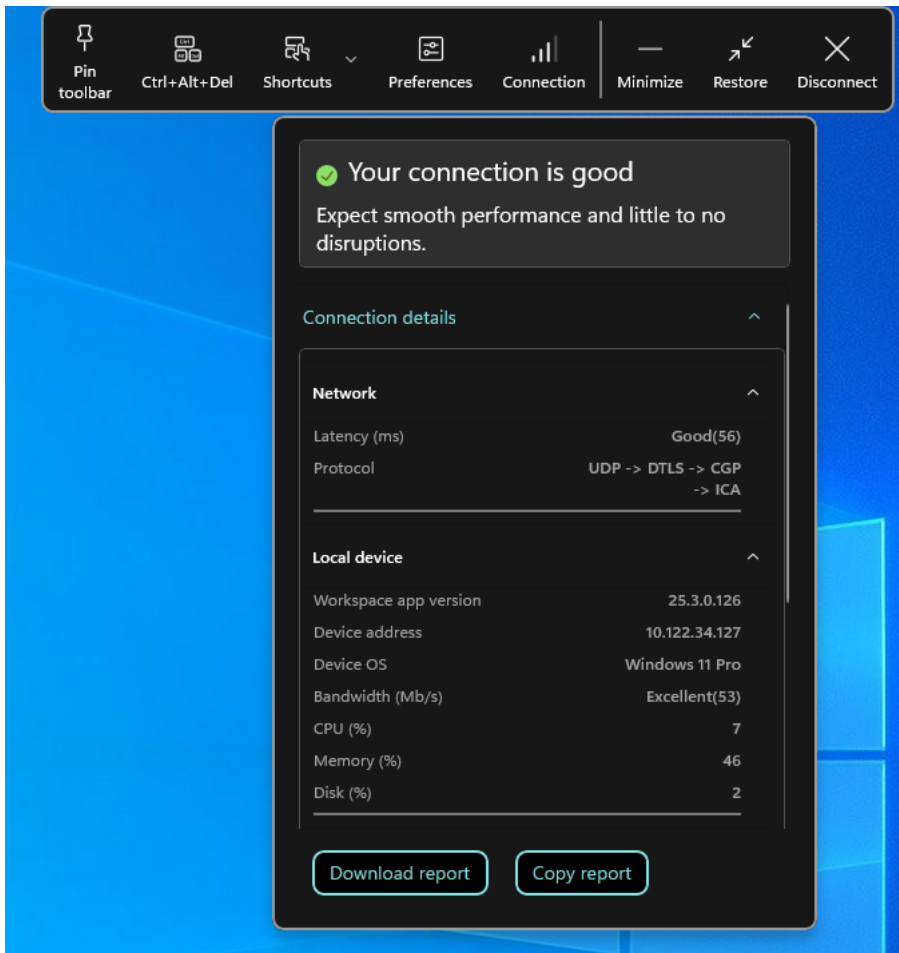 Pin toolbar
Ctrl
Alt Del
Ctrl+Alt+Del
Shortcuts
Preferences
Connection
Minimize
Restore
Disconnect
Your connection is good
Expect smooth performance and little to no
disruptions.
Connection details
Network
Latency (ms) Good(56)
Protocol UDP -> DTLS -> CGP
-> ICA
Local device
Workspace app version 25.3.0.126
Device address 10.122.34.127
Device OS Windows 11 Pro
Bandwidth (Mb/s) Excellent(53)
CPU (%) 7
Memory (%) 46
Disk (%) 2
Download report Copy report